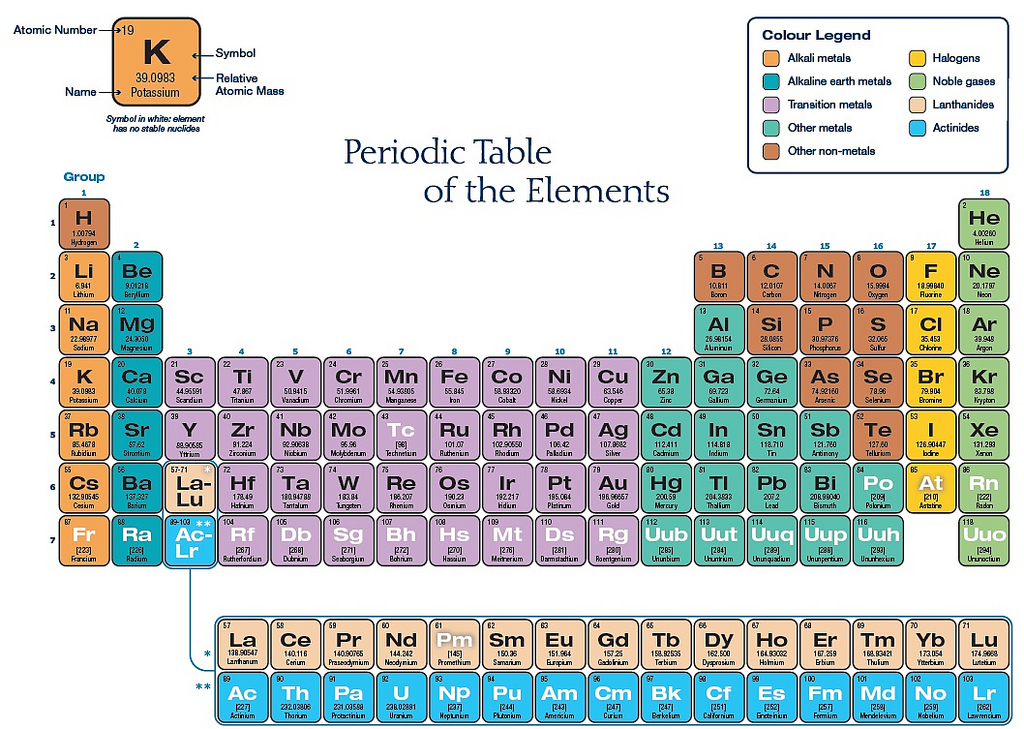 Atomic Number
19
K
Symbol
39.0983
Relative
Atomic Mass
Name
Potassium
Symbol in white: element
has no stable nuclides
Colour Legend
Alkali metals
Halogens
Alkaline earth metals
Noble gases
Transition metals
Lanthanides
Other metals
Actinides
Other non-metals
Periodic Table
of the Elements
Group
1 18
1
1 H 1.00794 Hydrogen
2 He 4.00260 Helium
2 13 14 15 16 17
2
3 Li 6.941 Lithium
4 Be 9.01218 Beryllium
5 B 10.811 Boron
6 C 12.0107 Carbon
7 N 14.0067 Nitrogen
8 O 15.9994 Oxygen
9 F 18.99840 Fluorine
10 Ne 20.1797 Neon
3
11 Na 22.98977 Sodium
12 Mg 24.3050 Magnesium
13 Al 26.98154 Aluminum
14 Si 28.0855 Silicon
15 P 30.97376 Phosphorus
16 S 32.065 Sulfur
17 Cl 35.453 Chlorine
18 Ar 39.948 Argon
3 4 5 6 7 8 9 10 11 12
4
19 K 39.0983 Potassium
20 Ca 40.078 Calcium
21 Sc 44.95591 Scandium
22 Ti 47.867 Titanium
23 V 50.9415 Vanadium
24 Cr 51.9961 Chromium
25 Mn 54.93805 Manganese
26 Fe 55.845 Iron
27 Co 58.93320 Cobalt
28 Ni 58.6934 Nickel
29 Cu 63.546 Copper
30 Zn 65.38 Zinc
31 Ga 69.723 Gallium
32 Ge 72.64 Germanium
33 As 74.92160 Arsenic
34 Se 78.96 Selenium
35 Br 79.904 Bromine
36 Kr 83.798 Krypton
5
37 Rb 85.4678 Rubidium
38 Sr 87.62 Strontium
39 Y 88.90585 Yttrium
40 Zr 91.224 Zirconium
41 Nb 92.90638 Niobium
42 Mo 95.96 Molybdenum
43 Tc [98] Technetium
44 Ru 101.07 Ruthenium
45 Rh 102.90550 Rhodium
46 Pd 106.42 Palladium
47 Ag 107.8682 Silver
48 Cd 112.411 Cadmium
49 In 114.818 Indium
50 Sn 118.710 Tin
51 Sb 121.760 Antimony
52 Te 127.60 Tellurium
53 I 126.90447 Iodine
54 Xe 131.293 Xenon
6
55 Cs 132.90545 Cesium
56 Ba 137.327 Barium
57-71 * La-Lu
72 Hf 178.49 Hafnium
73 Ta 180.94788 Tantalum
74 W 183.84 Tungsten
75 Re 186.207 Rhenium
76 Os 190.23 Osmium
77 Ir 192.217 Iridium
78 Pt 195.084 Platinum
79 Au 196.96657 Gold
80 Hg 200.59 Mercury
81 Tl 204.3833 Thallium
82 Pb 207.2 Lead
83 Bi 208.98040 Bismuth
84 Po [209] Polonium
85 At [210] Astatine
86 Rn [222] Radon
7
87 Fr [223] Francium
88 Ra [226] Radium
89-103 ** Ac-Lr
104 Rf [267] Rutherfordium
105 Db [268] Dubnium
106 Sg [271] Seaborgium
107 Bh [272] Bohrium
108 Hs [270] Hassium
109 Mt [276] Meitnerium
110 Ds [281] Darmstadtium
111 Rg [280] Roentgenium
112 Uub [285] Ununbium
113 Uut [284] Ununtrium
114 Uuq [289] Ununquadium
115 Uup [288] Ununpentium
116 Uuh [293] Ununhexium
118 Uuo [294] Ununoctium
*
57 La 138.90547 Lanthanum
58 Ce 140.116 Cerium
59 Pr 140.90765 Praseodymium
60 Nd 144.242 Neodymium
61 Pm [145] Promethium
62 Sm 150.36 Samarium
63 Eu 151.964 Europium
64 Gd 157.25 Gadolinium
65 Tb 158.92535 Terbium
66 Dy 162.500 Dysprosium
67 Ho 164.93032 Holmium
68 Er 167.259 Erbium
69 Tm 168.93421 Thulium
70 Yb 173.054 Ytterbium
71 Lu 174.9668 Lutetium
**
89 Ac [227] Actinium
90 Th 232.03806 Thorium
91 Pa 231.03588 Protactinium
92 U 238.02891 Uranium
93 Np [237] Neptunium
94 Pu [244] Plutonium
95 Am [243] Americium
96 Cm [247] Curium
97 Bk [247] Berkelium
98 Cf [251] Californium
99 Es [252] Einsteinium
100 Fm [257] Fermium
101 Md [258] Mendelevium
102 No [259] Nobelium
103 Lr [262] Lawrencium